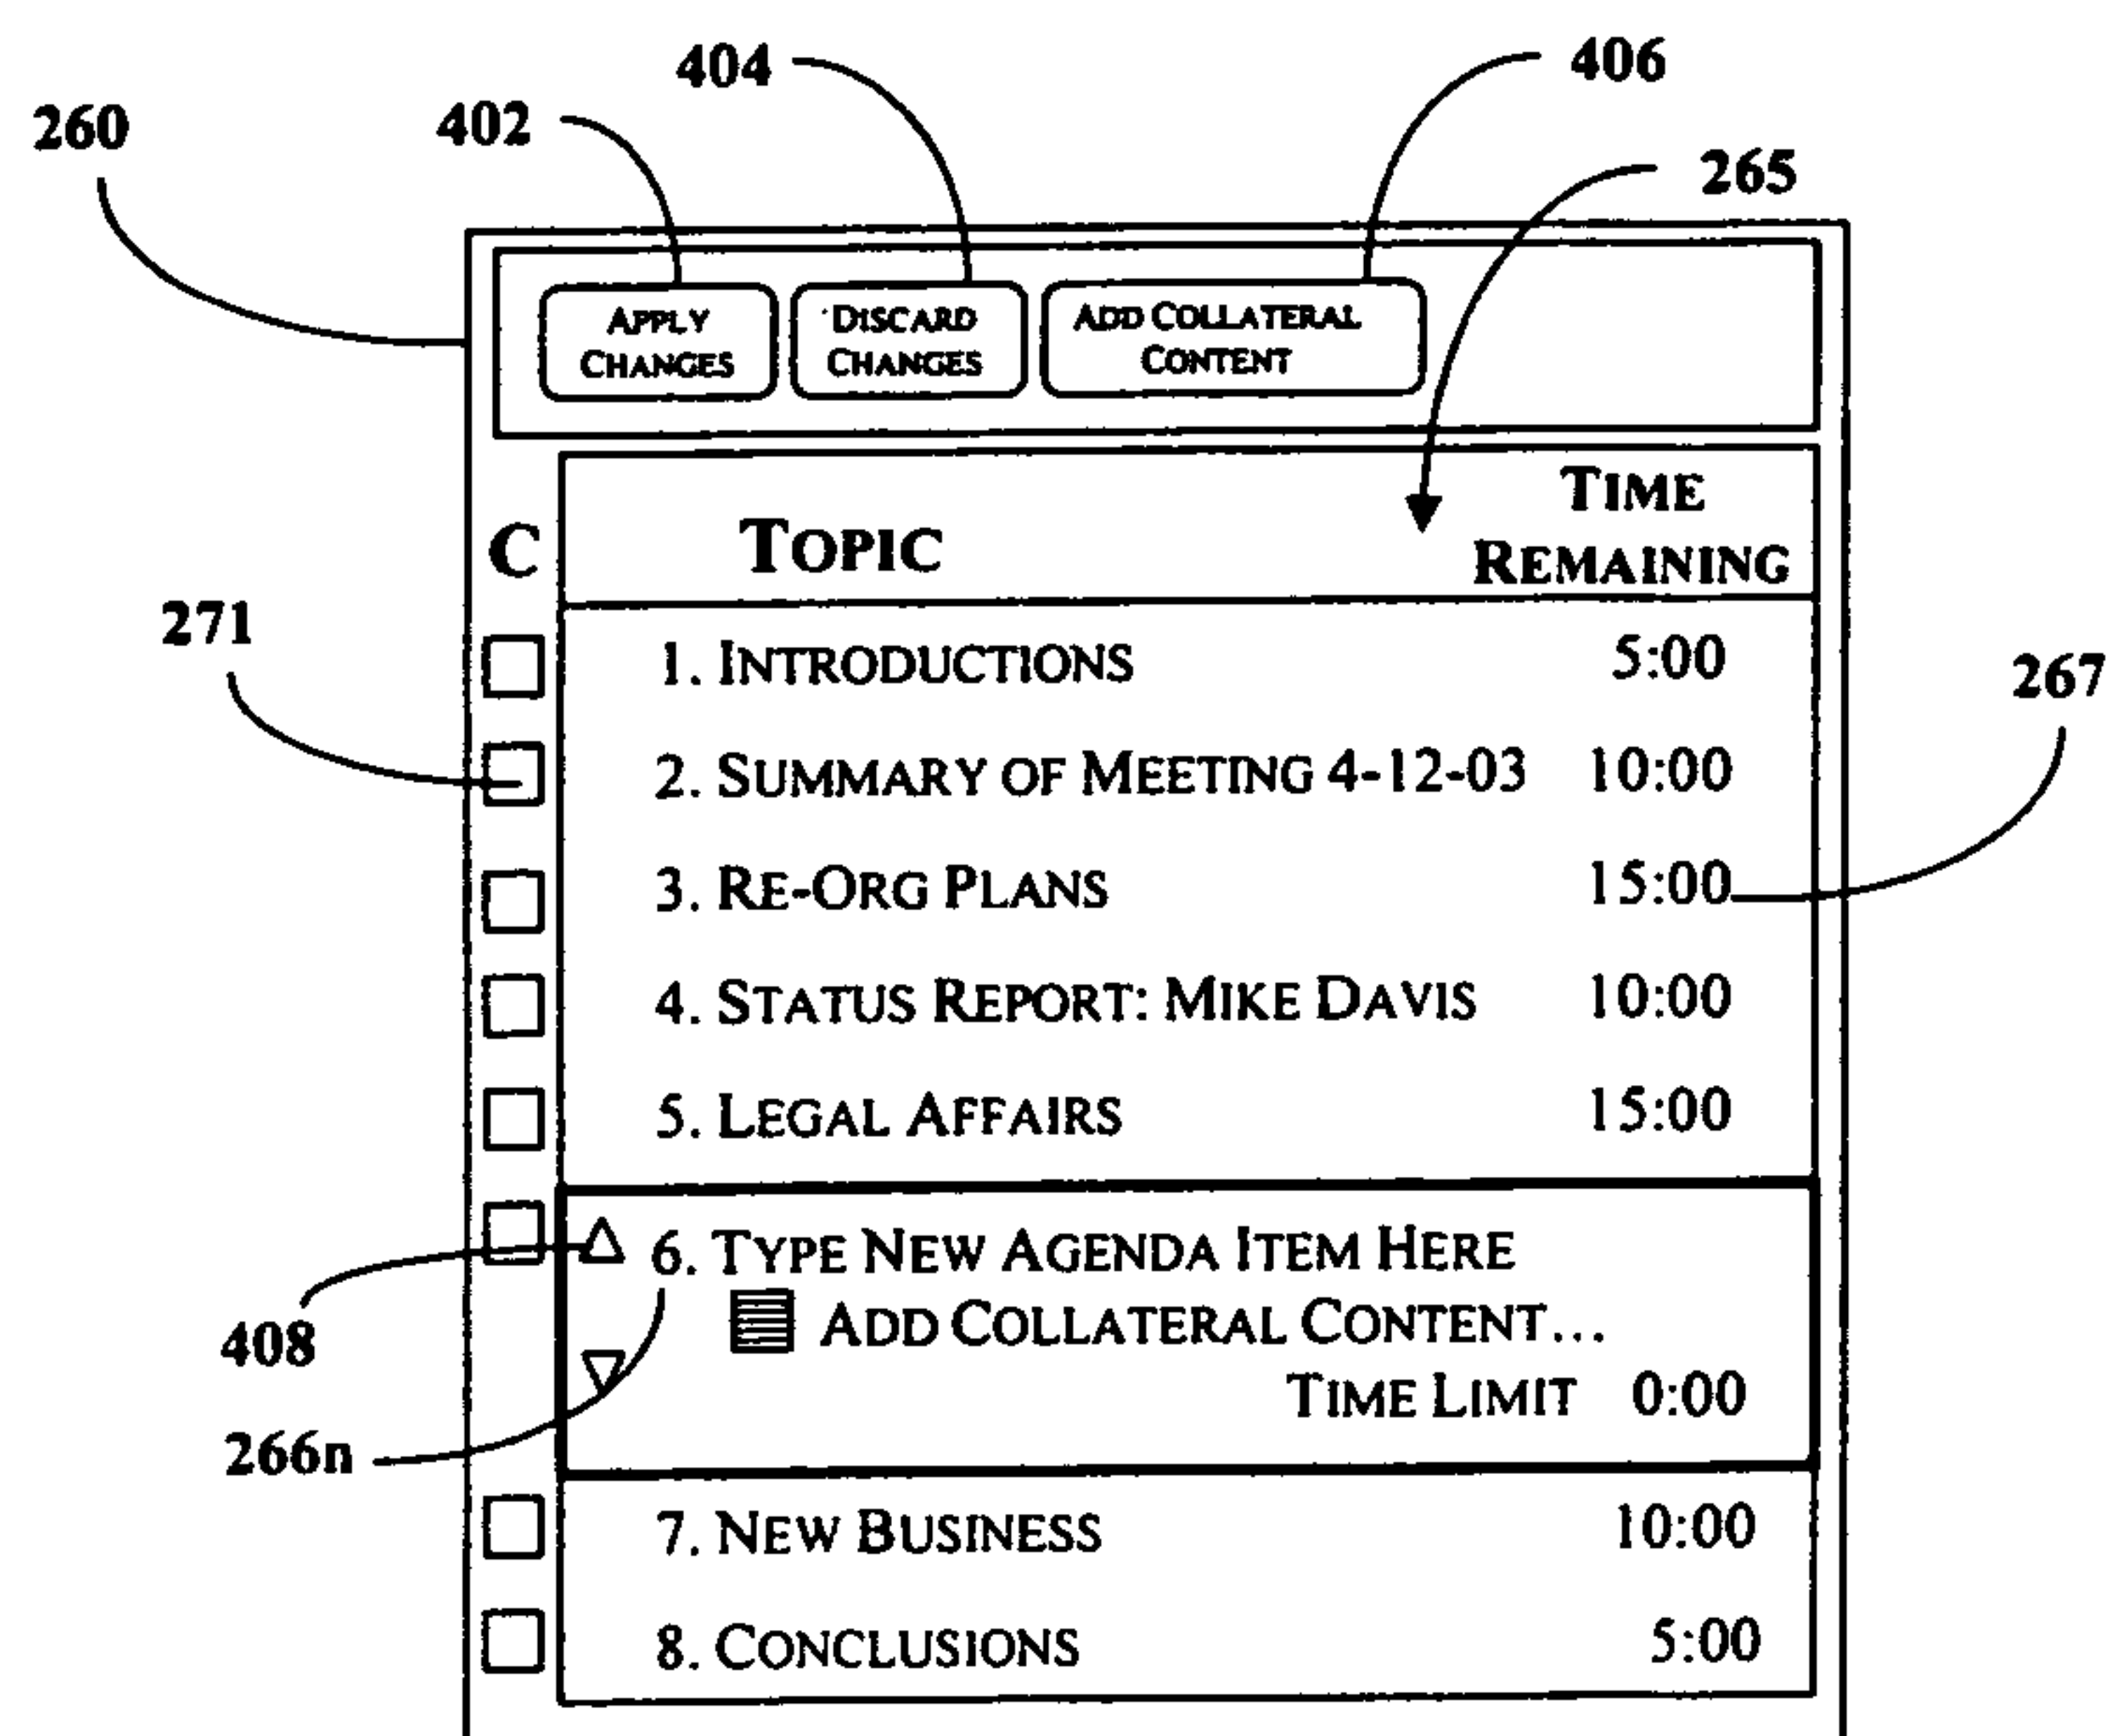 404
406
402
260
265
APPLY CHANGES
DISCARD CHANGES
ADD COLLATERAL CONTENT
C
TOPIC
TIME REMAINING
271
1. INTRODUCTIONS 5:00
267
2. SUMMARY OF MEETING 4-12-03 10:00
3. RE-ORG PLANS 15:00
4. STATUS REPORT: MIKE DAVIS 10:00
5. LEGAL AFFAIRS 15:00
6. TYPE NEW AGENDA ITEM HERE
ADD COLLATERAL CONTENT...
408
TIME LIMIT 0:00
266n
7. NEW BUSINESS 10:00
8. CONCLUSIONS 5:00